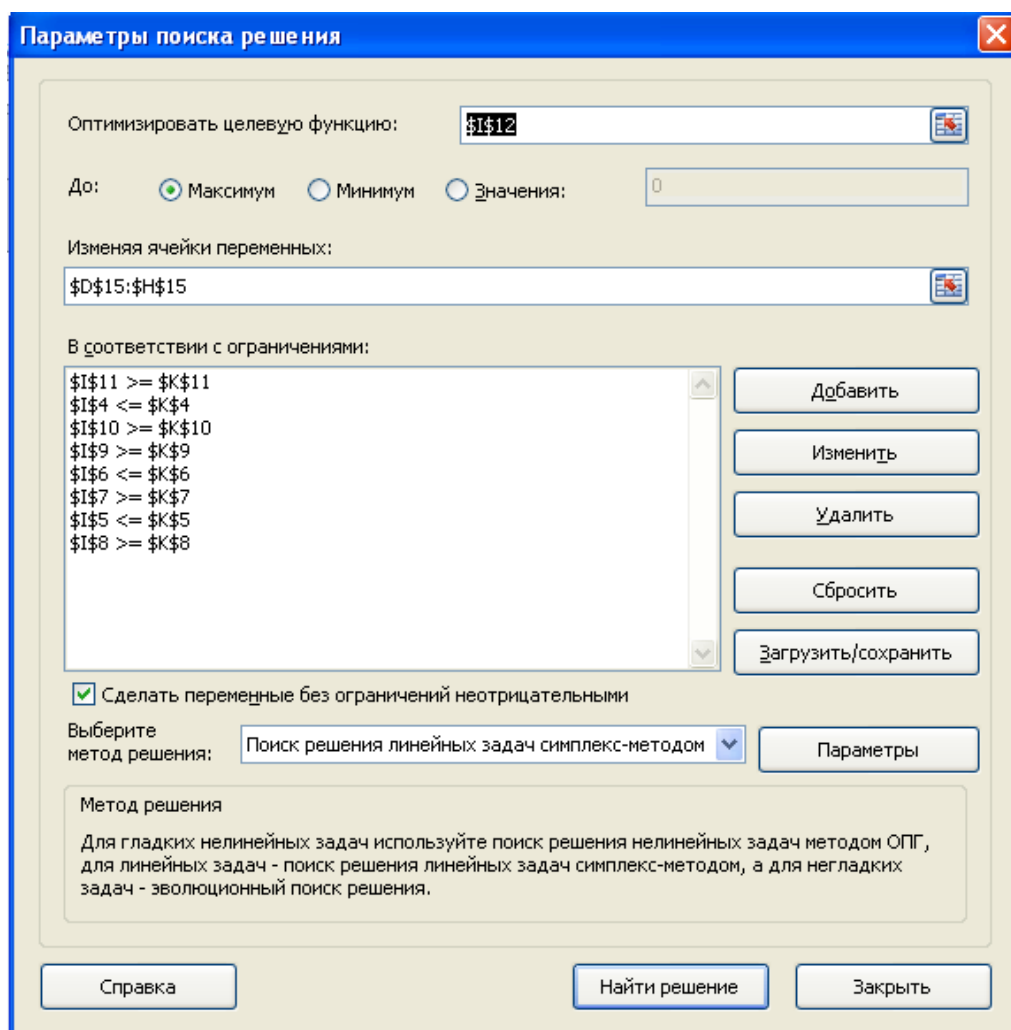 Параметры поиска решения
Оптимизировать целевую функцию: $I$12
До: Максимум Минимум Значения: 0
Изменяя ячейки переменных:
$D$15:$H$15
В соответствии с ограничениями:
$I$11 >= $K$11
$I$4 <= $K$4
$I$10 >= $K$10
$I$9 >= $K$9
$I$6 <= $K$6
$I$7 >= $K$7
$I$5 <= $K$5
$I$8 >= $K$8
Добавить
Изменить
Удалить
Сбросить
Загрузить/сохранить
Сделать переменные без ограничений неотрицательными
Выберите
метод решения:
Поиск решения линейных задач симплекс-методом
Параметры
Метод решения
Для гладких нелинейных задач используйте поиск решения нелинейных задач методом ОПГ,
для линейных задач - поиск решения линейных задач симплекс-методом, а для негладких
задач - эволюционный поиск решения.
Справка Найти решение Закрыть